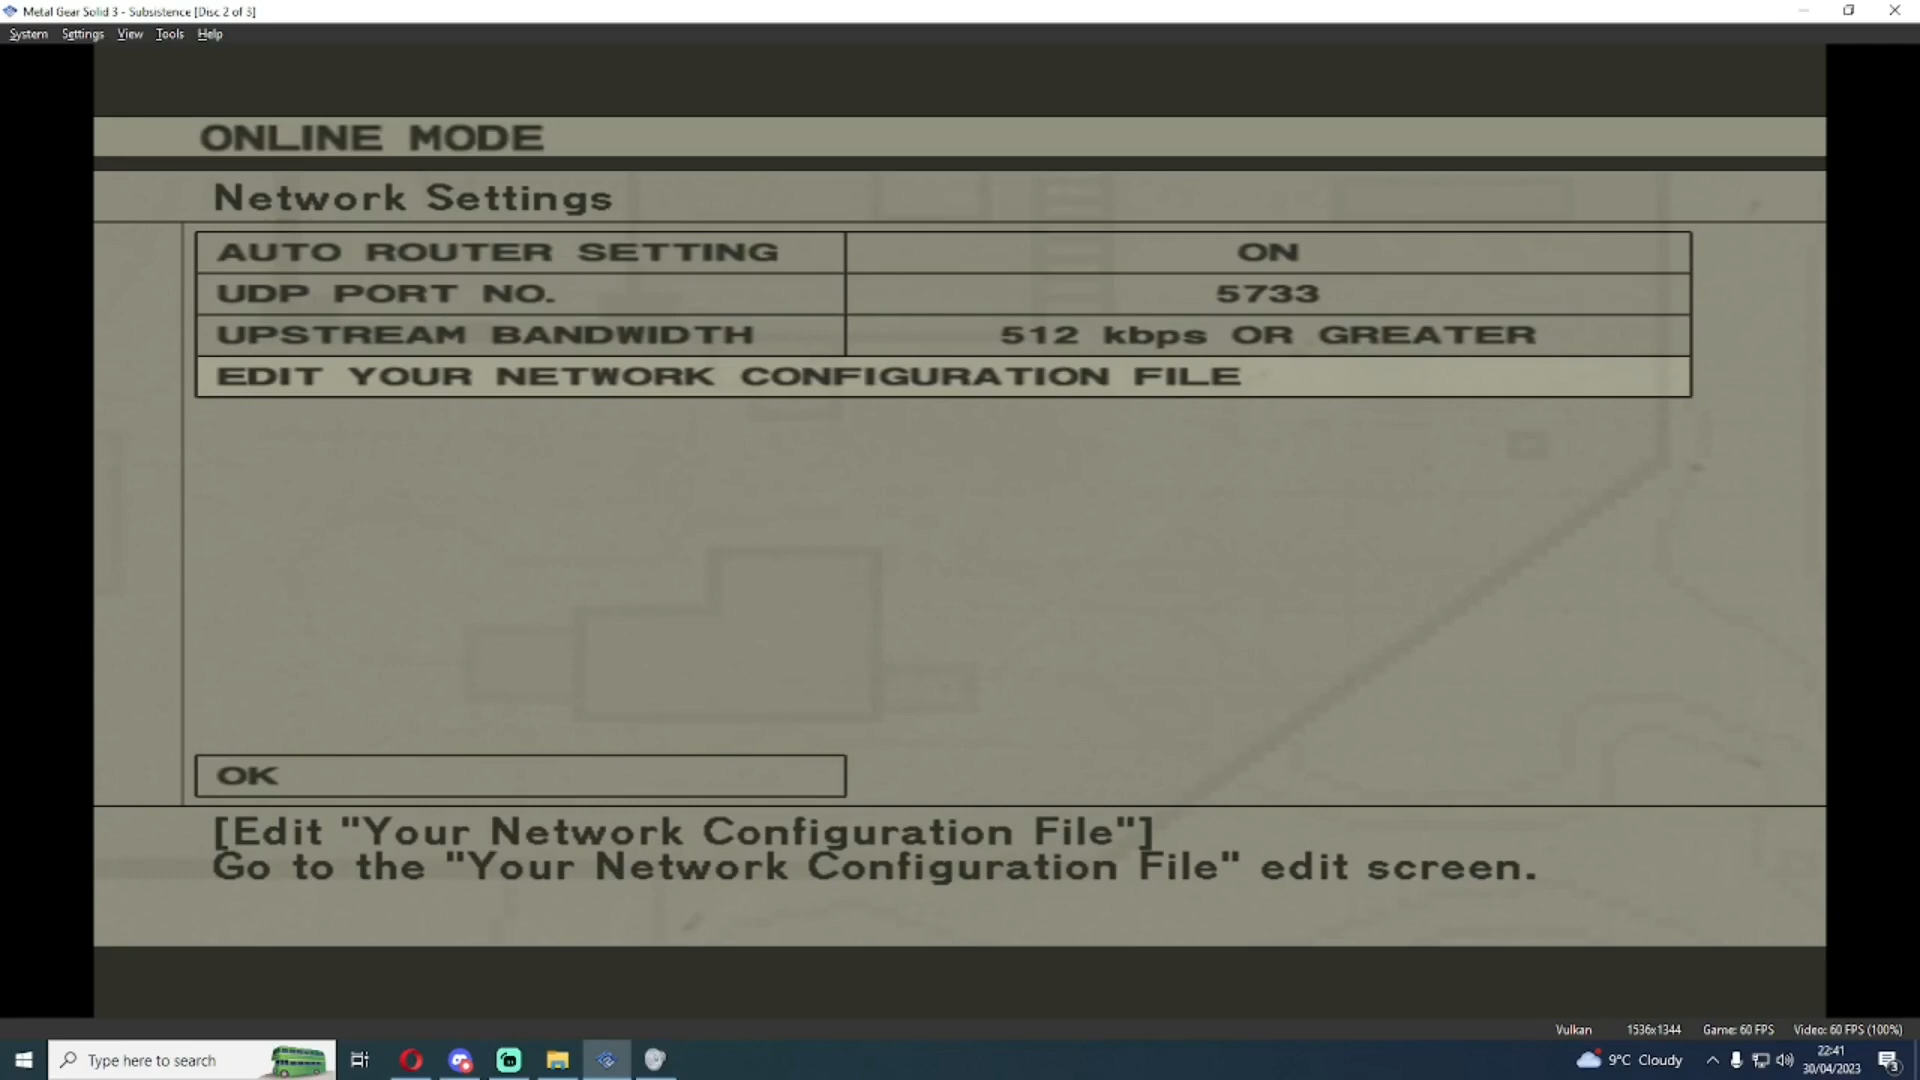 Metal Gear Solid 3 - Subsistence [Disc 2 of 3]
System Settings View Tools Help
ONLINE MODE
Network Settings
AUTO ROUTER SETTING ON
UDP PORT NO. 5733
UPSTREAM BANDWIDTH 512 kbps OR GREATER
EDIT YOUR NETWORK CONFIGURATION FILE
OK
[Edit "Your Network Configuration File"]
Go to the "Your Network Configuration File" edit screen.
Vulkan 1536x1344 Game: 60 FPS Video: 60 FPS (100%)
Type here to search
9°C Cloudy
22:41
30/04/2023
3